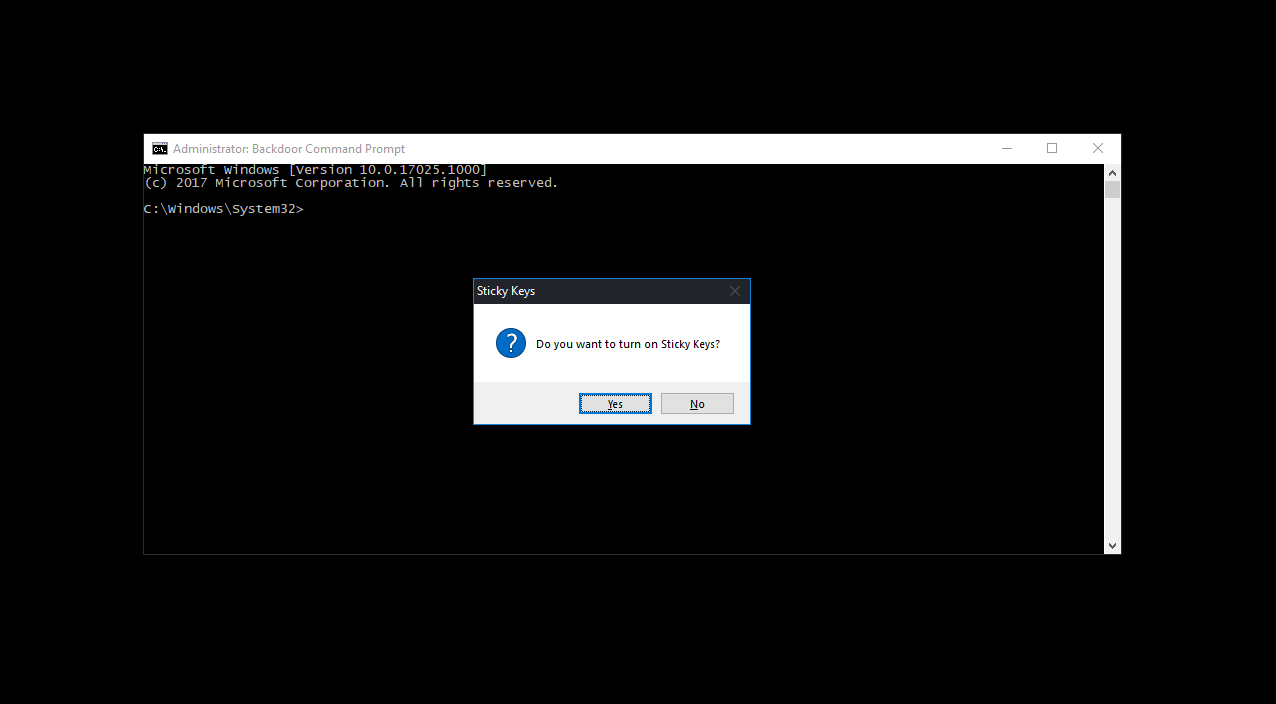 Administrator: Backdoor Command Prompt
Microsoft Windows [Version 10.0.17025.1000]
(c) 2017 Microsoft Corporation. All rights reserved.
C:\Windows\System32>
Sticky Keys
Do you want to turn on Sticky Keys?
Yes No